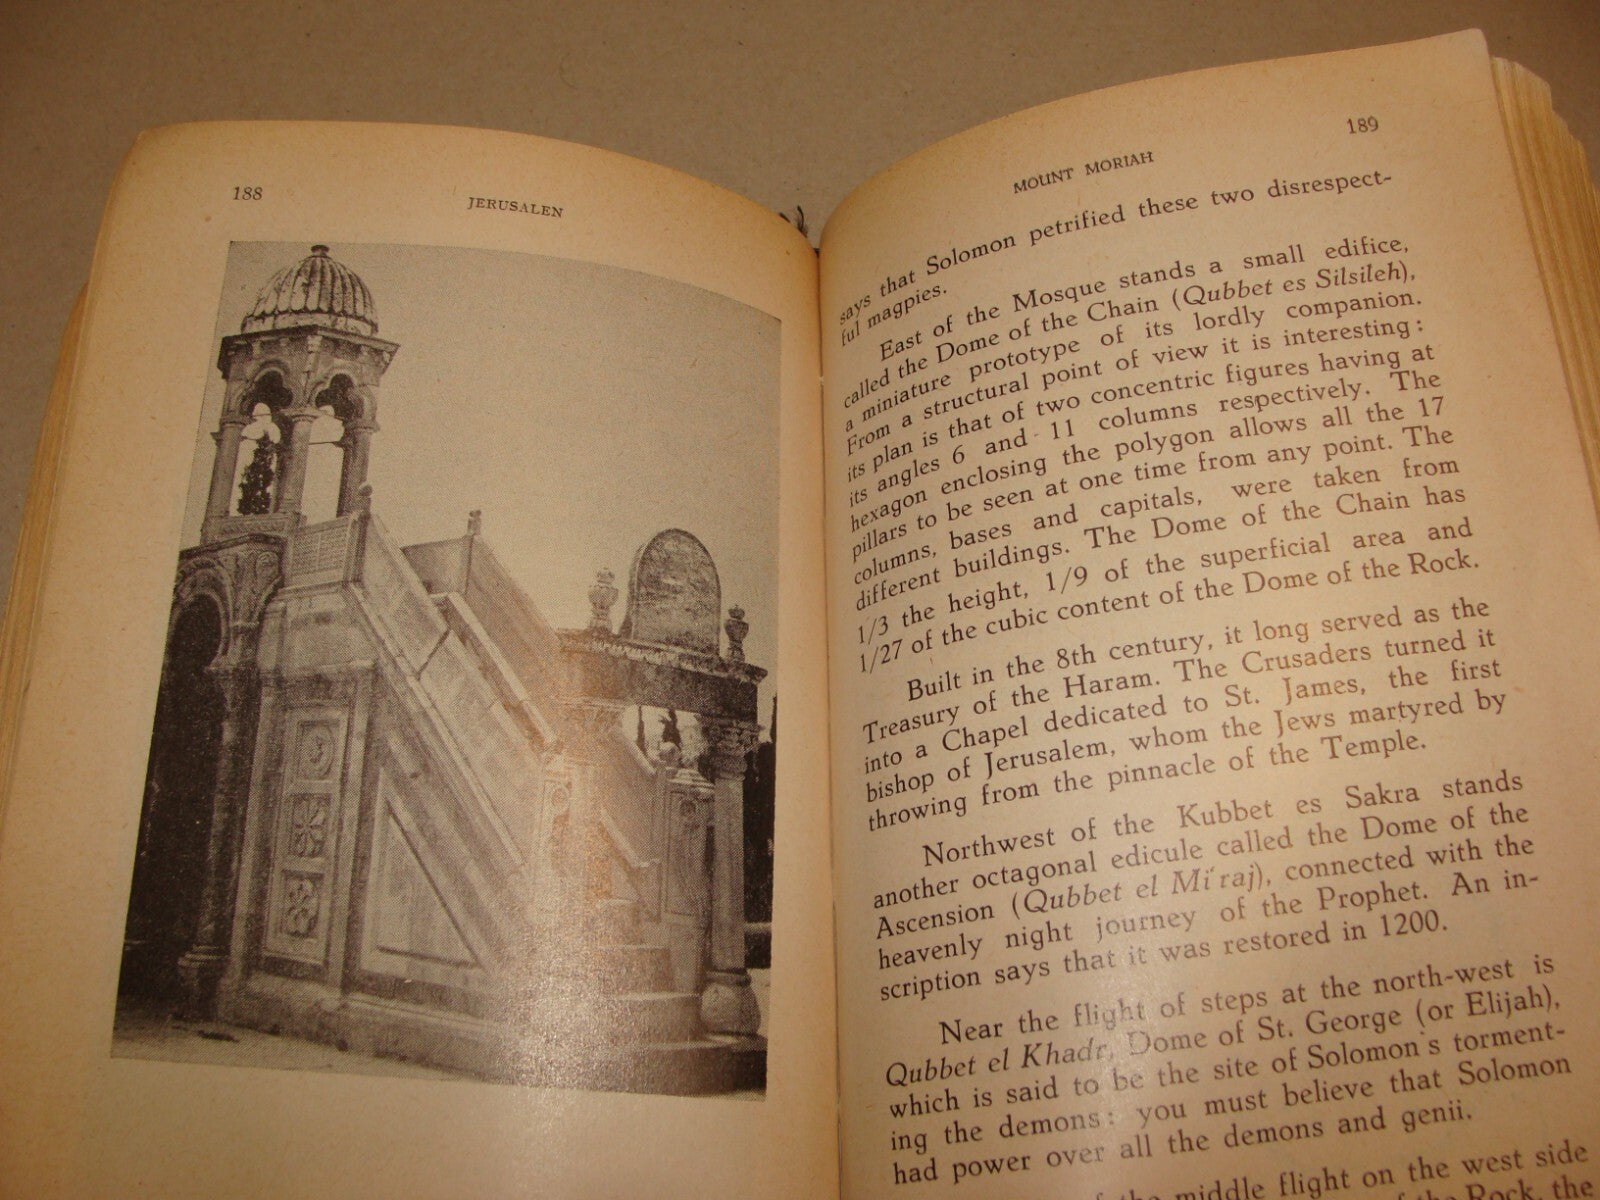 188
JERUSALEN
189
MOUNT MORIAH
says that Solomon petrified these two disrespect-
ful magpies.
East of the Mosque stands a small edifice,
called the Dome of the Chain (Qubbet es Silsileh),
a miniature prototype of its lordly companion.
From a structural point of view it is interesting:
its plan is that of two concentric figures having at
its angles 6 and 11 columns respectively. The
hexagon enclosing the polygon allows all the 17
pillars to be seen at one time from any point. The
columns, bases and capitals, were taken from
different buildings. The Dome of the Chain has
1/3 the height, 1/9 of the superficial area and
1/27 of the cubic content of the Dome of the Rock.
Built in the 8th century, it long served as the
Treasury of the Haram. The Crusaders turned it
into a Chapel dedicated to St. James, the first
bishop of Jerusalem, whom the Jews martyred by
throwing from the pinnacle of the Temple.
Northwest of the Kubbet es Sakra stands
another octagonal edicule called the Dome of the
Ascension (Qubbet el Mi'raj), connected with the
heavenly night journey of the Prophet. An in-
scription says that it was restored in 1200.
Near the flight of steps at the north-west is
Qubbet el Khadr, Dome of St. George (or Elijah),
which is said to be the site of Solomon's torment-
ing the demons: you must believe that Solomon
had power over all the demons and genii.
the middle flight on the west side
of the Rock, the